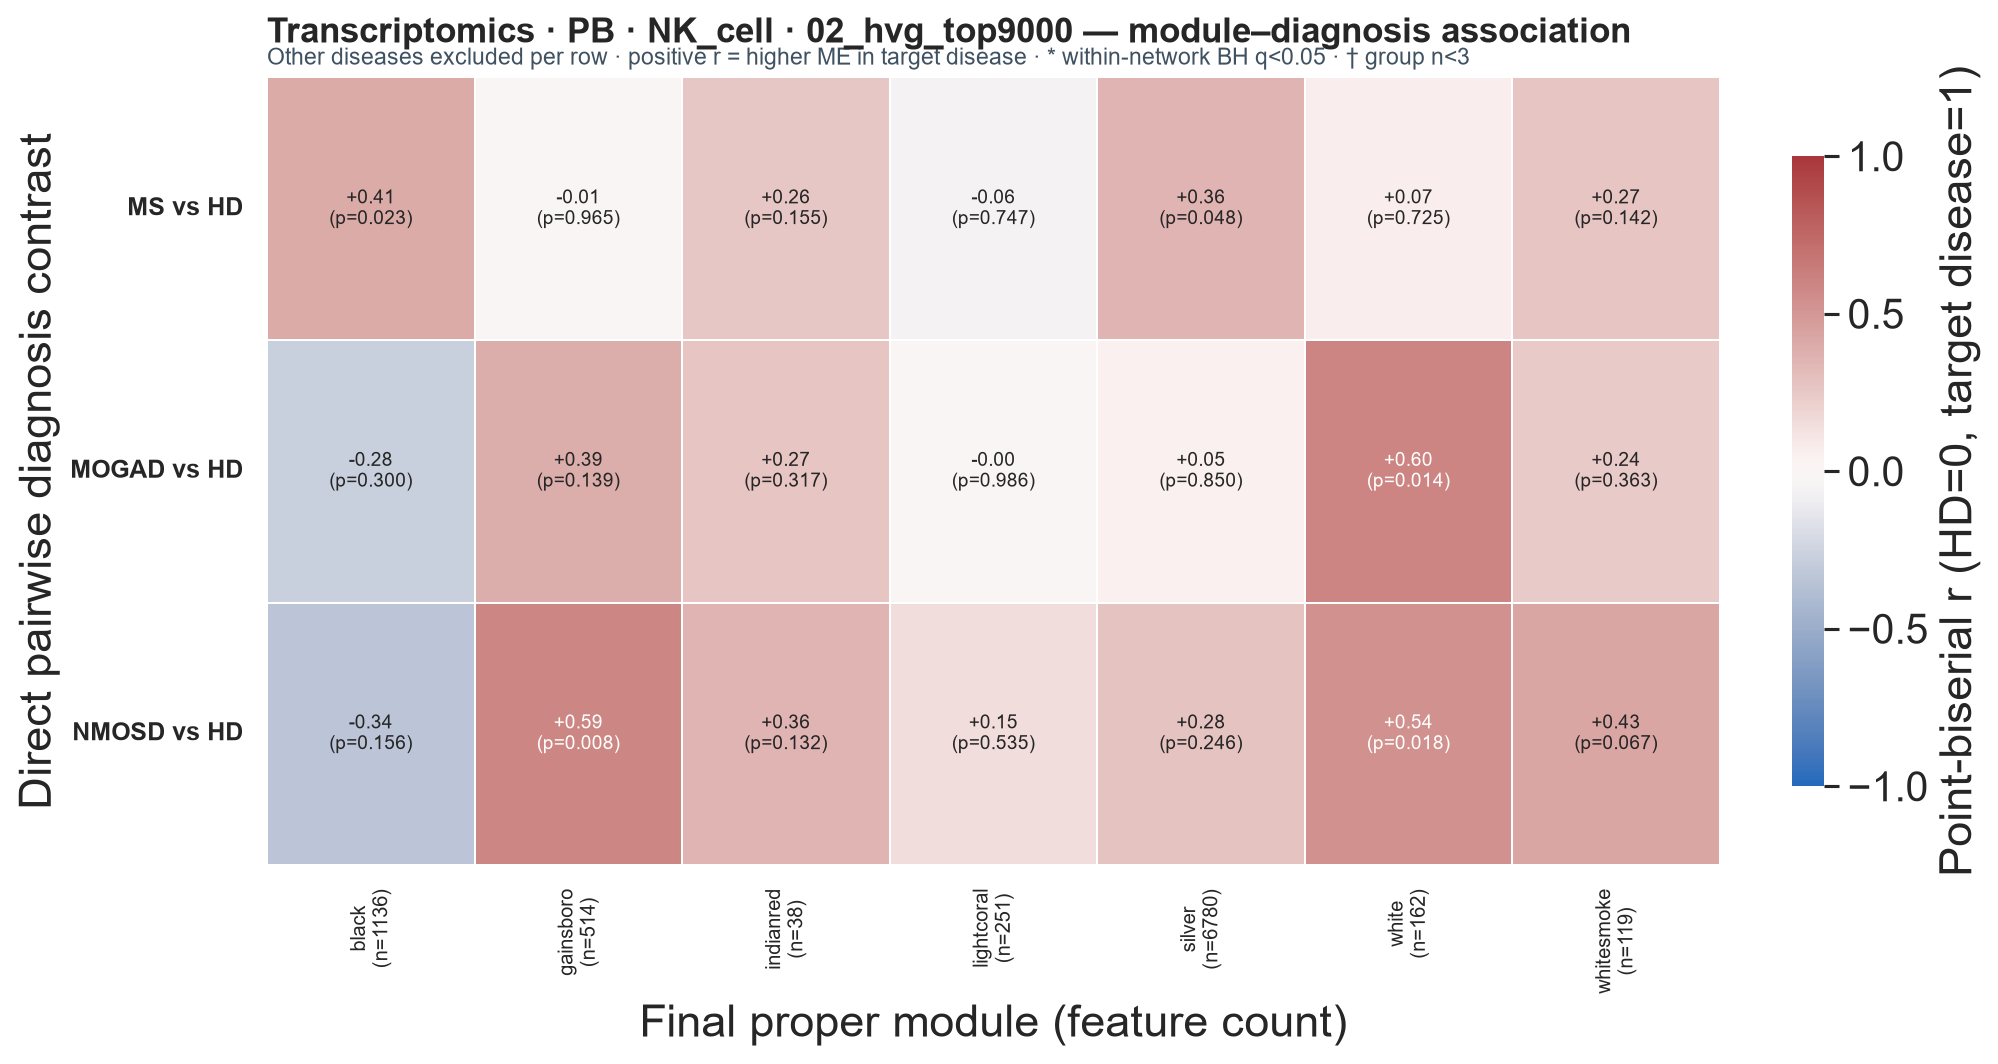 Transcriptomics · PB · NK_cell · 02_hvg_top9000 — module–diagnosis association
Other diseases excluded per row · positive r = higher ME in target disease · * within-network BH q<0.05 · † group n<3
Direct pairwise diagnosis contrast
MS vs HD
+0.41
(p=0.023)
-0.01
(p=0.965)
+0.26
(p=0.155)
-0.06
(p=0.747)
+0.36
(p=0.048)
+0.07
(p=0.725)
+0.27
(p=0.142)
MOGAD vs HD
-0.28
(p=0.300)
+0.39
(p=0.139)
+0.27
(p=0.317)
-0.00
(p=0.986)
+0.05
(p=0.850)
+0.60
(p=0.014)
+0.24
(p=0.363)
NMOSD vs HD
-0.34
(p=0.156)
+0.59
(p=0.008)
+0.36
(p=0.132)
+0.15
(p=0.535)
+0.28
(p=0.246)
+0.54
(p=0.018)
+0.43
(p=0.067)
black
(n=1136)
gainsboro
(n=514)
indianred
(n=38)
lightcoral
(n=251)
silver
(n=6780)
white
(n=162)
whitesmoke
(n=119)
Final proper module (feature count)
1.0
0.5
0.0
−0.5
−1.0
Point-biserial r (HD=0, target disease=1)